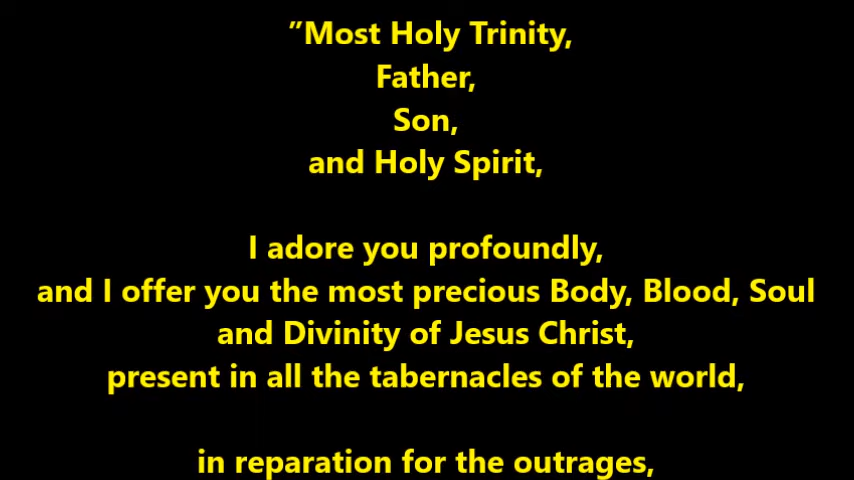 ”Most Holy Trinity,
Father,
Son,
and Holy Spirit,
I adore you profoundly,
and I offer you the most precious Body, Blood, Soul
and Divinity of Jesus Christ,
present in all the tabernacles of the world,
in reparation for the outrages,